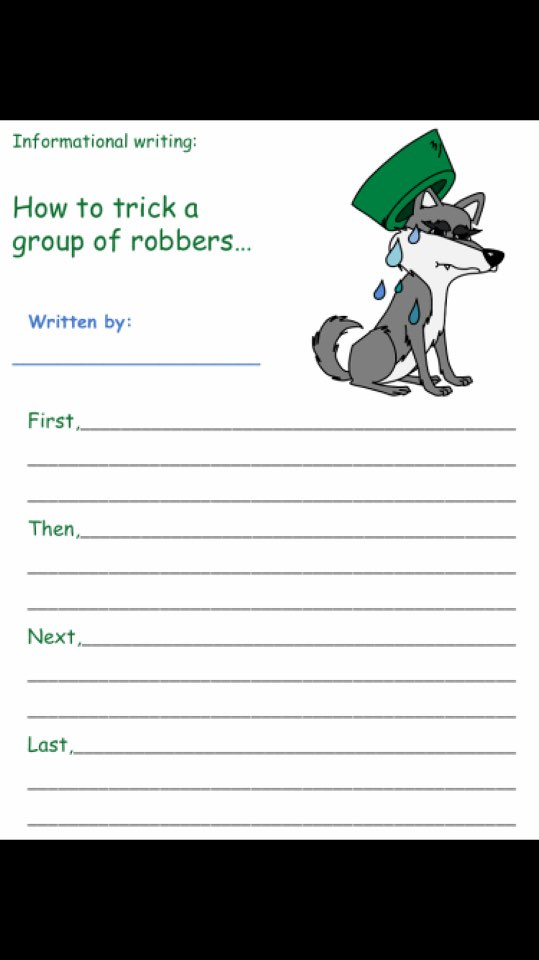 Informational writing:
How to trick a
group of robbers...
Written by:
First,
Then,
Next,
Last,